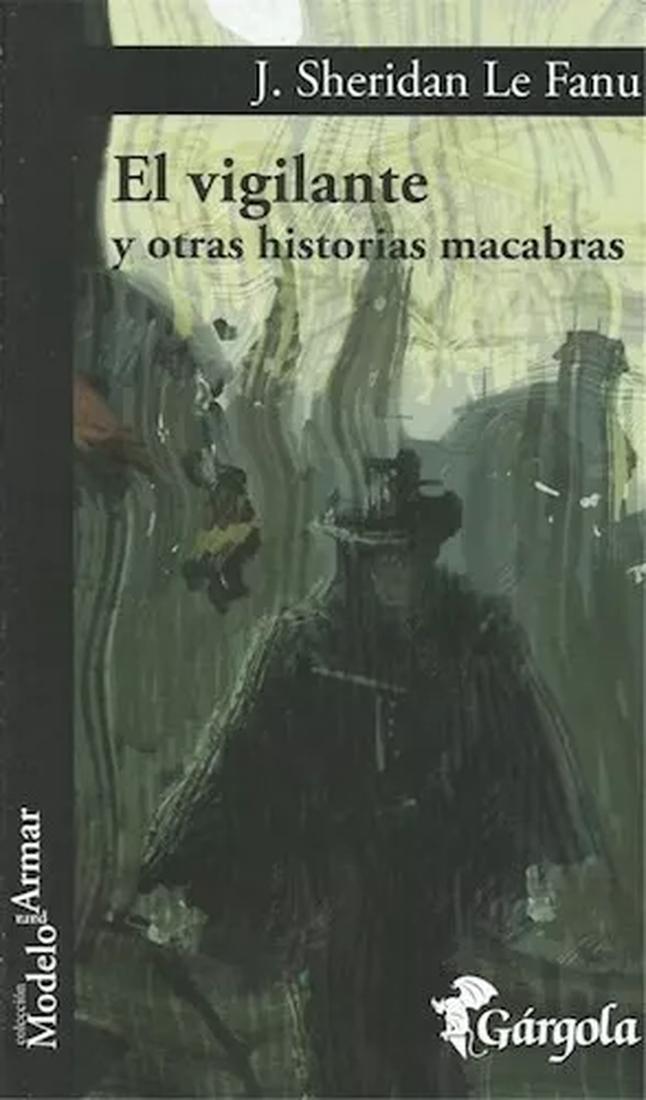 J. Sheridan Le Fanu
El vigilante
y otras historias macabras
colección
Modelo para Armar
Gárgola